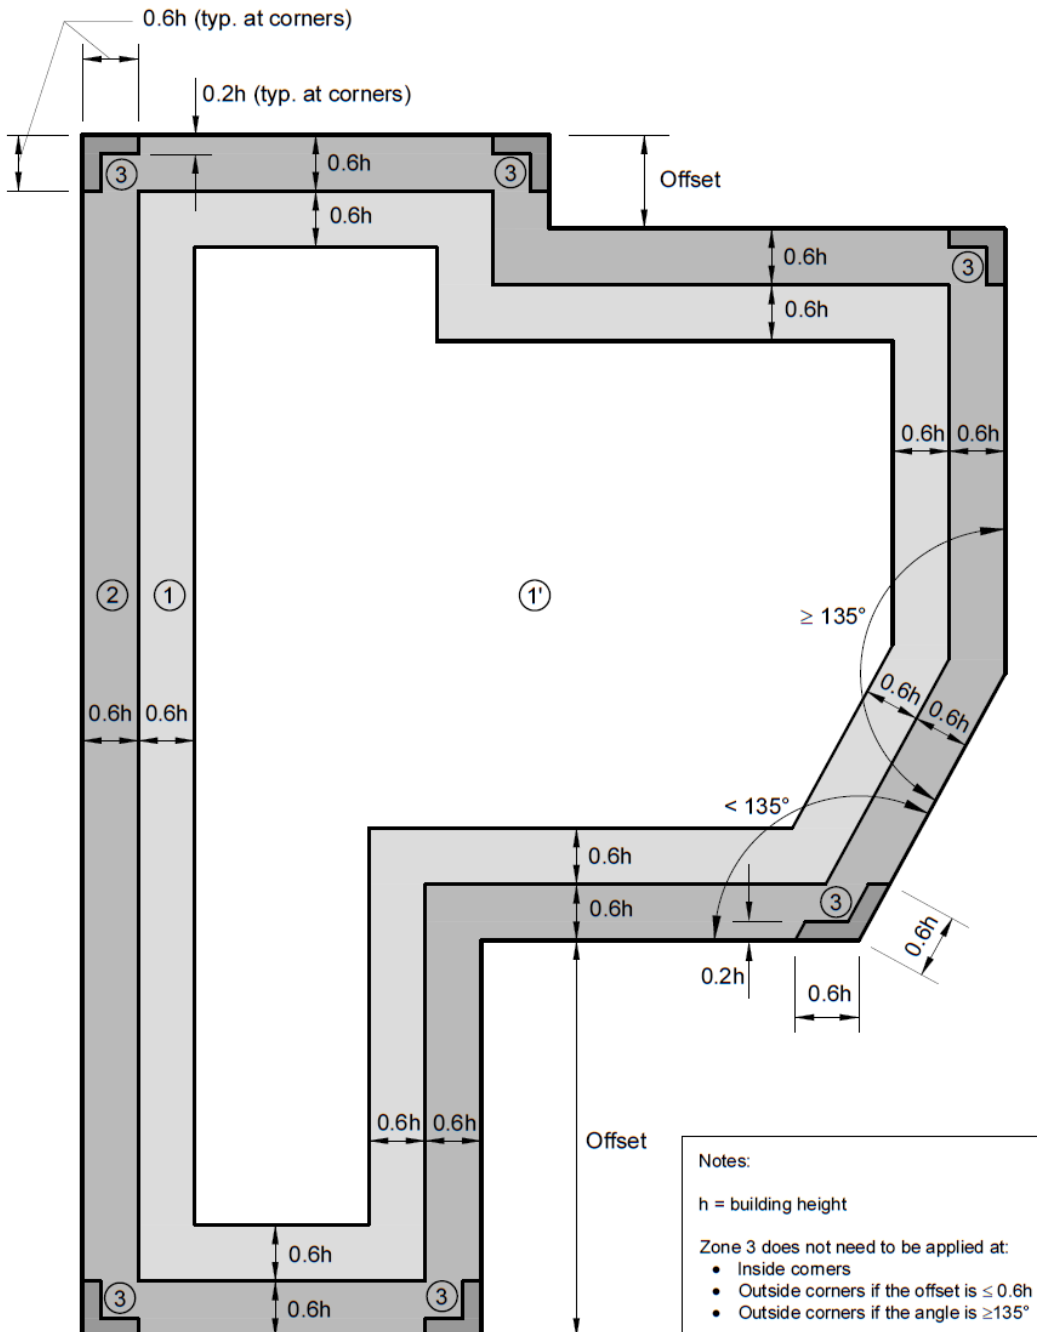 0.6h (typ. at corners)
0.2h (typ. at corners)
3
0.6h
3
Offset
0.6h
0.6h
3
0.6h
0.6h
0.6h
2
1
1'
≥ 135°
0.6h
0.6h
0.6h
0.6h
< 135°
0.6h
0.6h
3
0.6h
0.2h
0.6h
0.6h
0.6h
Offset
Notes:
h = building height
Zone 3 does not need to be applied at:
• Inside corners
• Outside corners if the offset is ≤ 0.6h
• Outside corners if the angle is ≥135°
0.6h
3
3
0.6h